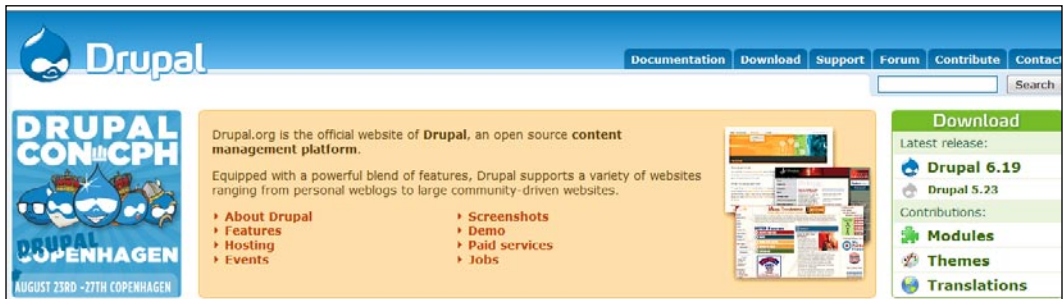 Drupal
Documentation Download Support Forum Contribute Contact
Search
DRUPAL
CON CPH
DRUPAL
COPENHAGEN
AUGUST 23RD -27TH COPENHAGEN
Drupal.org is the official website of Drupal, an open source content
management platform.
Equipped with a powerful blend of features, Drupal supports a variety of websites
ranging from personal weblogs to large community-driven websites.
About Drupal
Features
Hosting
Events
Screenshots
Demo
Paid services
Jobs
Download
Latest release:
Drupal 6.19
Drupal 5.23
Contributions:
Modules
Themes
Translations